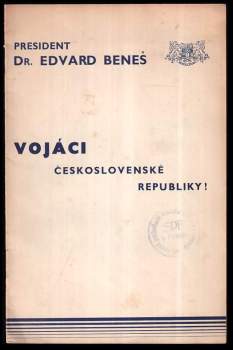 PRESIDENT
DR. EDVARD BENEŠ
VOJÁCI
ČESKOSLOVENSKÉ
REPUBLIKY!